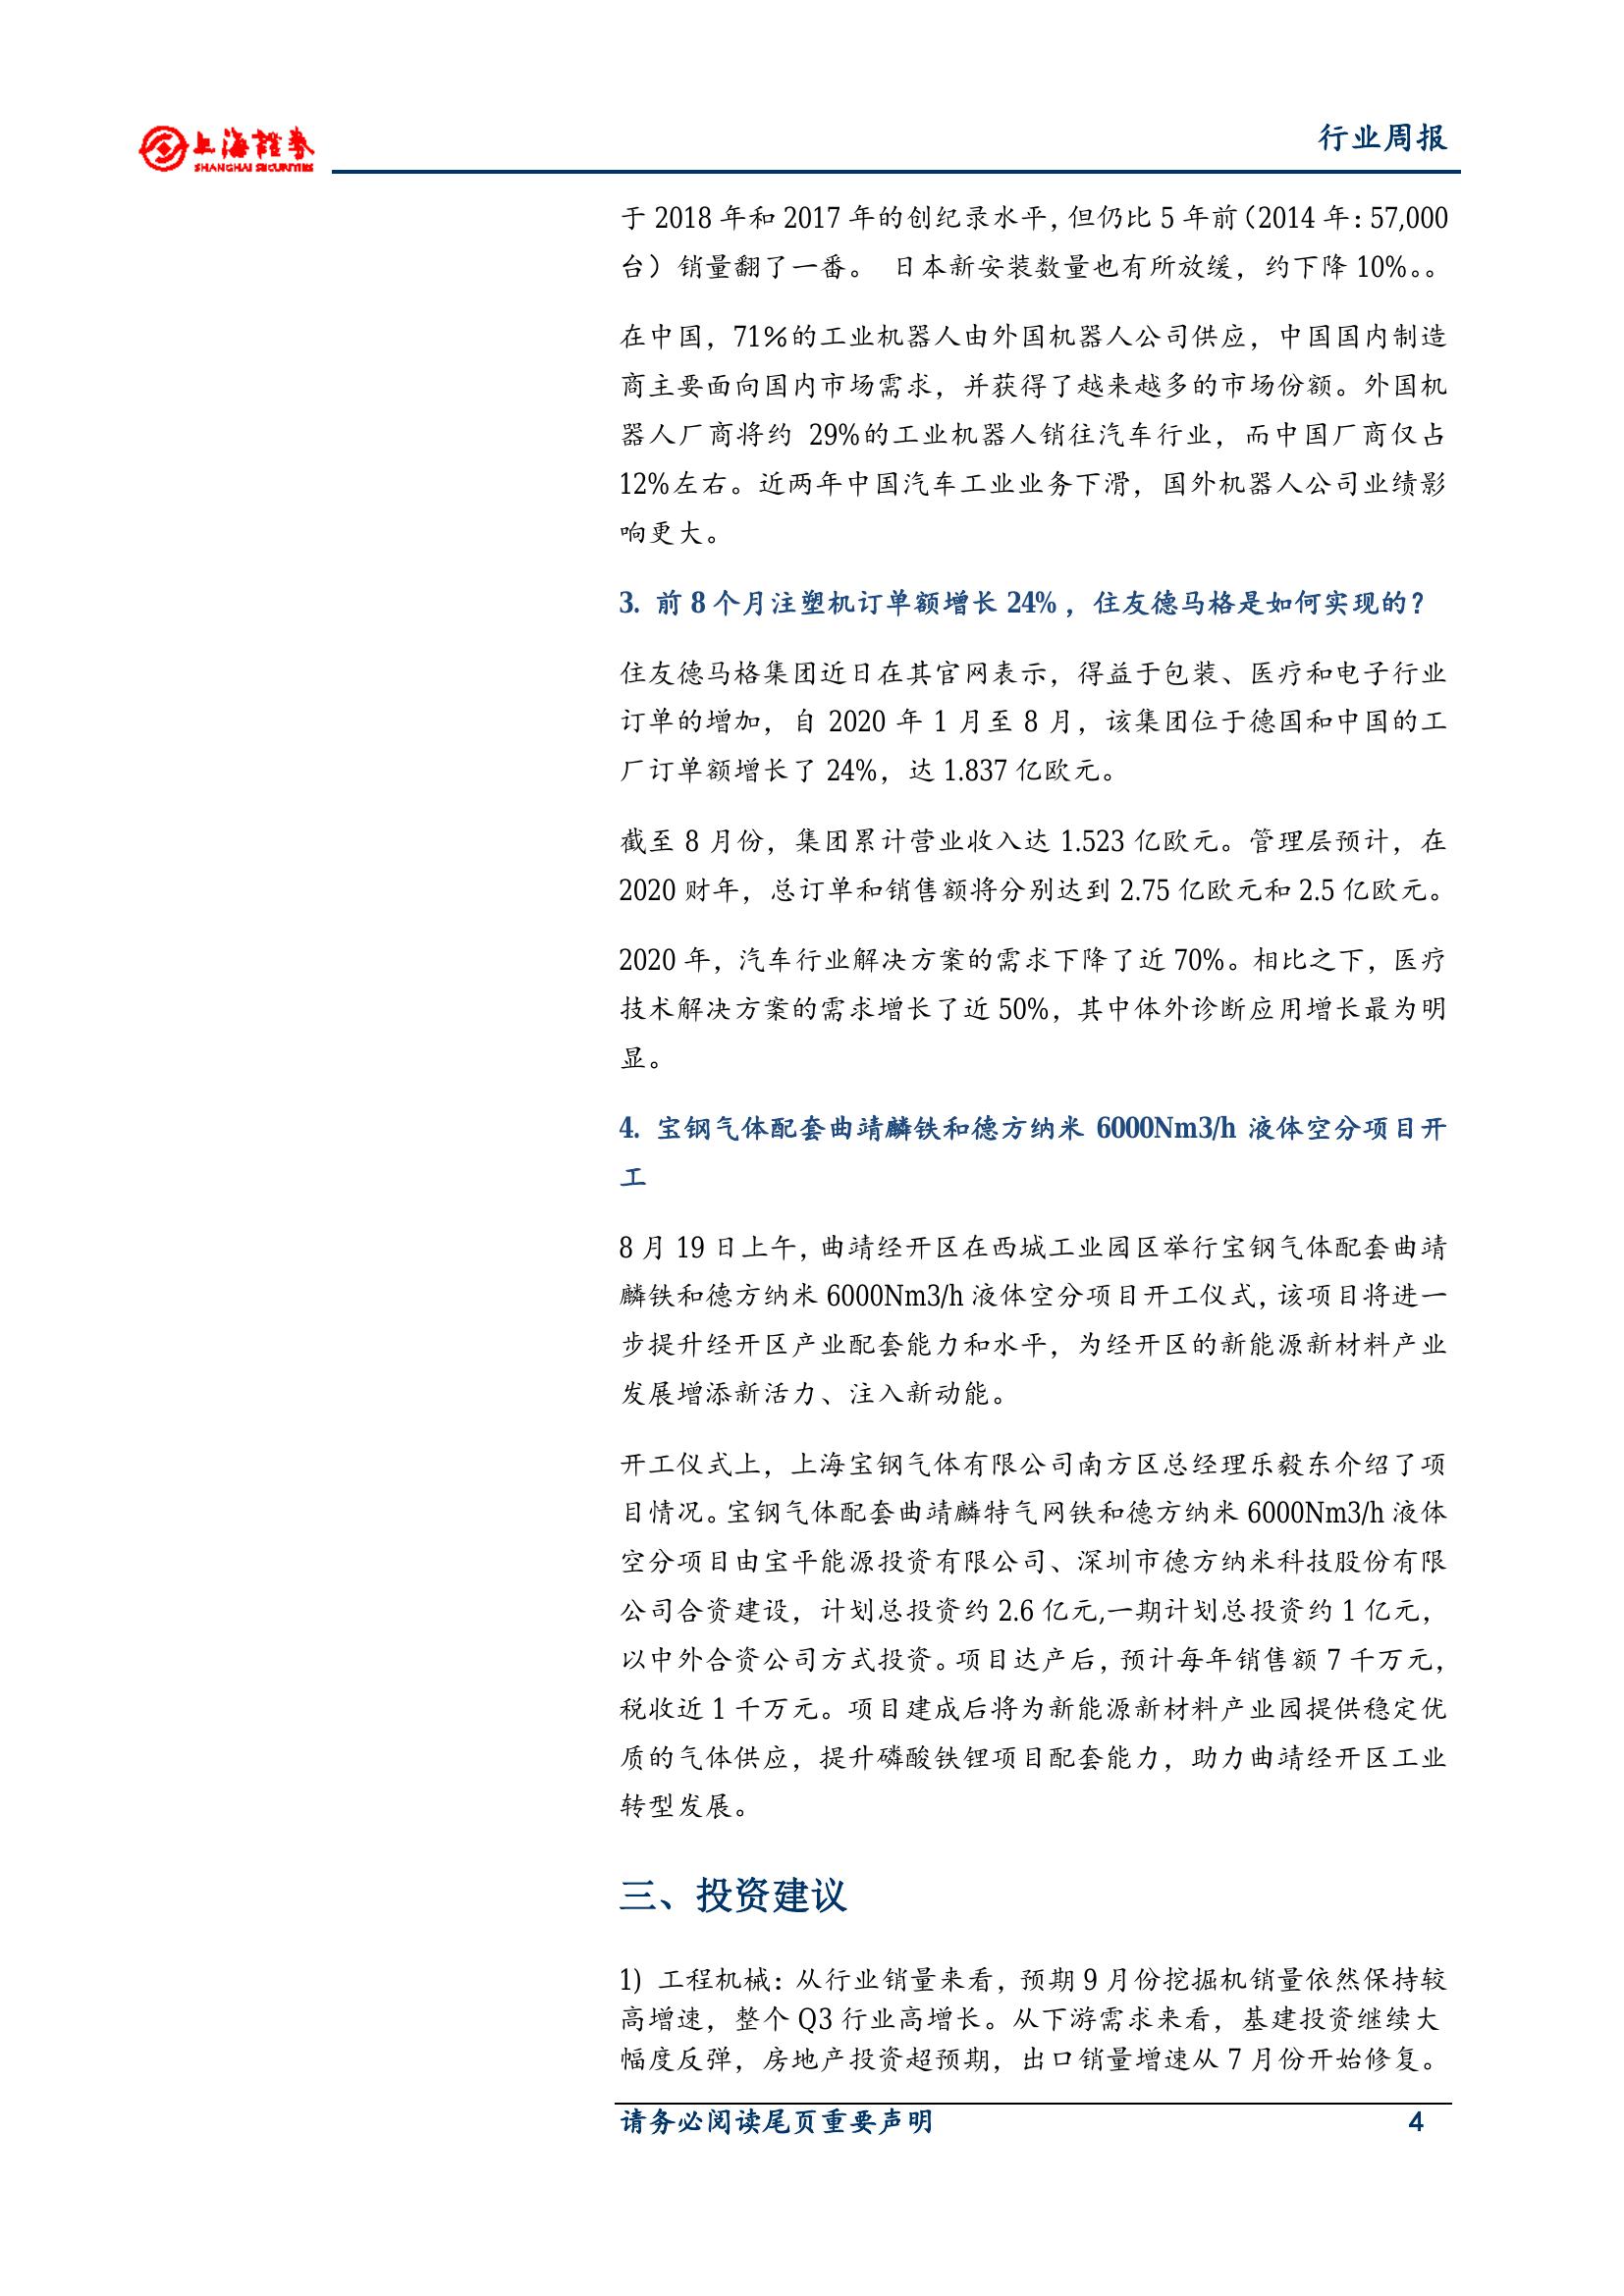 上海證券
SHANGHAI SECURITIES
行业周报
于 2018 年和 2017 年的创纪录水平，但仍比 5 年前（2014 年：57,000
台）销量翻了一番。 日本新安装数量也有所放缓，约下降 10%。。
在中国，71%的工业机器人由外国机器人公司供应，中国国内制造
商主要面向国内市场需求，并获得了越来越多的市场份额。外国机
器人厂商将约 29%的工业机器人销往汽车行业，而中国厂商仅占
12%左右。近两年中国汽车工业业务下滑，国外机器人公司业绩影
响更大。
3. 前 8 个月注塑机订单额增长 24%，住友德马格是如何实现的？
住友德马格集团近日在其官网表示，得益于包装、医疗和电子行业
订单的增加，自 2020 年 1 月至 8 月，该集团位于德国和中国的工
厂订单额增长了 24%，达 1.837 亿欧元。
截至 8 月份，集团累计营业收入达 1.523 亿欧元。管理层预计，在
2020 财年，总订单和销售额将分别达到 2.75 亿欧元和 2.5 亿欧元。
2020 年，汽车行业解决方案的需求下降了近 70%。相比之下，医疗
技术解决方案的需求增长了近 50%，其中体外诊断应用增长最为明
显。
4. 宝钢气体配套曲靖麟铁和德方纳米 6000Nm3/h 液体空分项目开
工
8 月 19 日上午，曲靖经开区在西城工业园区举行宝钢气体配套曲靖
麟铁和德方纳米 6000Nm3/h 液体空分项目开工仪式，该项目将进一
步提升经开区产业配套能力和水平，为经开区的新能源新材料产业
发展增添新活力、注入新动能。
开工仪式上，上海宝钢气体有限公司南方区总经理乐毅东介绍了项
目情况。宝钢气体配套曲靖麟特气网铁和德方纳米 6000Nm3/h 液体
空分项目由宝平能源投资有限公司、深圳市德方纳米科技股份有限
公司合资建设，计划总投资约 2.6 亿元,一期计划总投资约 1 亿元，
以中外合资公司方式投资。项目达产后，预计每年销售额 7 千万元，
税收近 1 千万元。项目建成后将为新能源新材料产业园提供稳定优
质的气体供应，提升磷酸铁锂项目配套能力，助力曲靖经开区工业
转型发展。
三、投资建议
1) 工程机械：从行业销量来看，预期 9 月份挖掘机销量依然保持较
高增速，整个 Q3 行业高增长。从下游需求来看，基建投资继续大
幅度反弹，房地产投资超预期，出口销量增速从 7 月份开始修复。
请务必阅读尾页重要声明 4